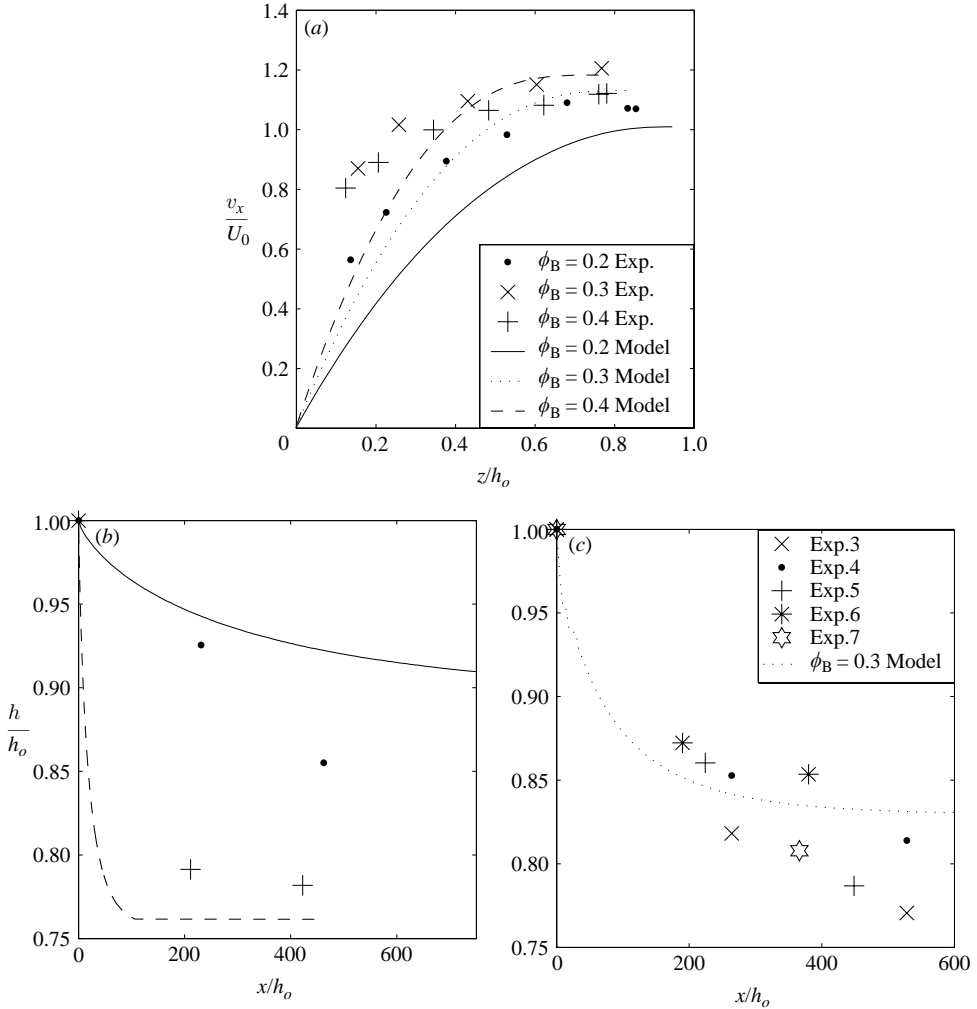 (a)
1.4
1.2
1.0
0.8
0.6
0.4
0.2
0
v_x
U_0
0.2
0.4
0.6
0.8
1.0
z/h_o
ϕ_B = 0.2 Exp.
ϕ_B = 0.3 Exp.
ϕ_B = 0.4 Exp.
ϕ_B = 0.2 Model
ϕ_B = 0.3 Model
ϕ_B = 0.4 Model
(b)
1.00
0.95
0.90
0.85
0.80
0.75
h
h_o
0
200
400
600
x/h_o
(c)
1.00
0.95
0.90
0.85
0.80
0.75
0
200
400
600
x/h_o
Exp.3
Exp.4
Exp.5
Exp.6
Exp.7
ϕ_B = 0.3 Model